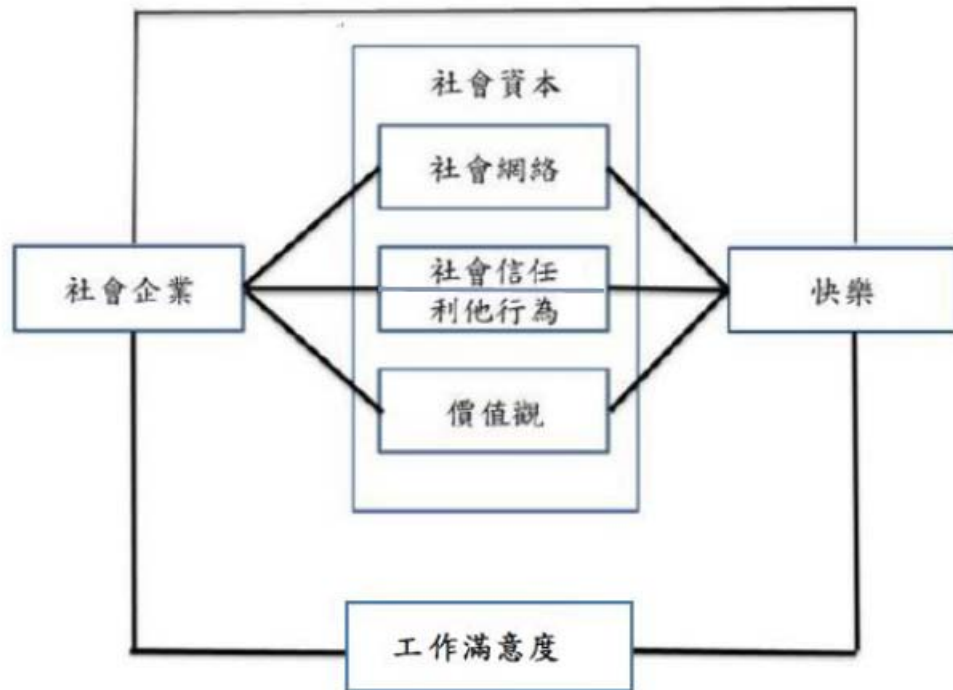 社會資本
社會網絡
社會企業
社會信任
利他行為
快樂
價值觀
工作滿意度